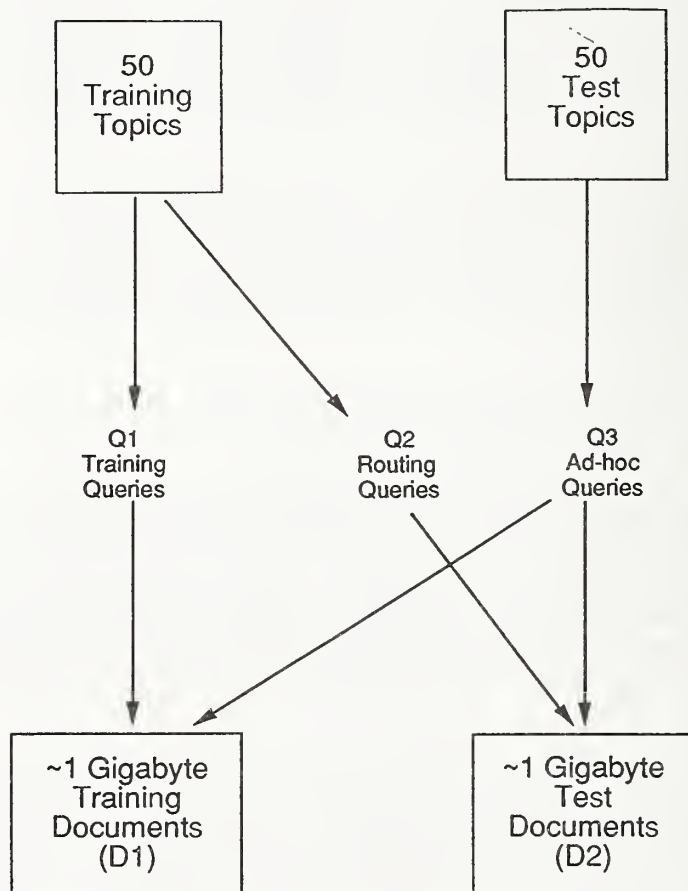 50
Training
Topics
50
Test
Topics
Q1
Training
Queries
Q2
Routing
Queries
Q3
Ad-hoc
Queries
~1 Gigabyte
Training
Documents
(D1)
~1 Gigabyte
Test
Documents
(D2)